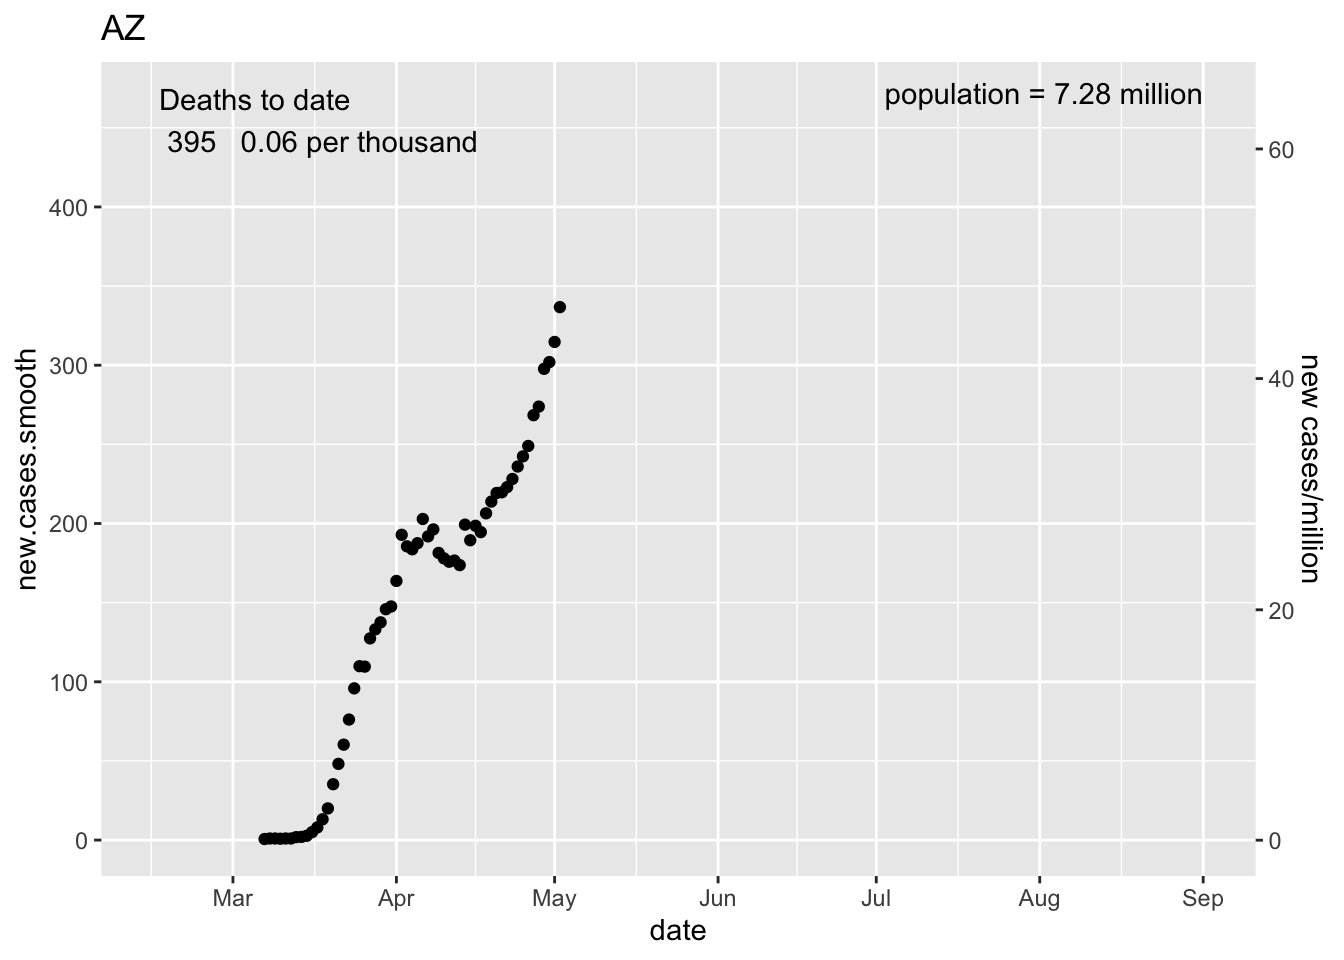 AZ
Deaths to date
395 0.06 per thousand
population = 7.28 million
new.cases.smooth
400
300
200
100
0
60
40
20
0
new cases/million
Mar Apr May Jun Jul Aug Sep
date